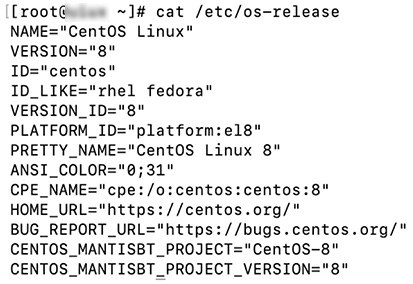 [[root@ ~]# cat /etc/os-release
NAME="CentOS Linux"
VERSION="8"
ID="centos"
ID_LIKE="rhel fedora"
VERSION_ID="8"
PLATFORM_ID="platform:el8"
PRETTY_NAME="CentOS Linux 8"
ANSI_COLOR="0;31"
CPE_NAME="cpe:/o:centos:centos:8"
HOME_URL="https://centos.org/"
BUG_REPORT_URL="https://bugs.centos.org/"
CENTOS_MANTISBT_PROJECT="CentOS-8"
CENTOS_MANTISBT_PROJECT_VERSION="8"